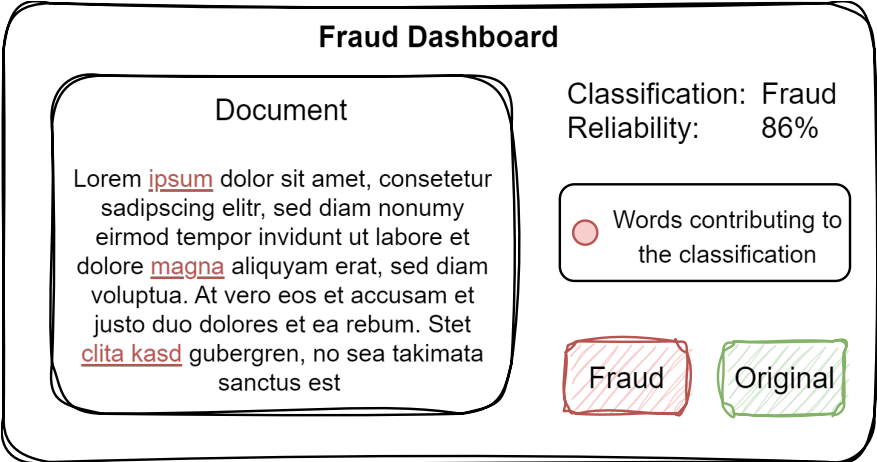 Fraud Dashboard
Document
Lorem ipsum dolor sit amet, consetetur
sadipscing elitr, sed diam nonumy
eirmod tempor invidunt ut labore et
dolore magna aliquyam erat, sed diam
voluptua. At vero eos et accusam et
justo duo dolores et ea rebum. Stet
clita kasd gubergren, no sea takimata
sanctus est
Classification: Fraud
Reliability: 86%
Words contributing to
the classification
Fraud
Original